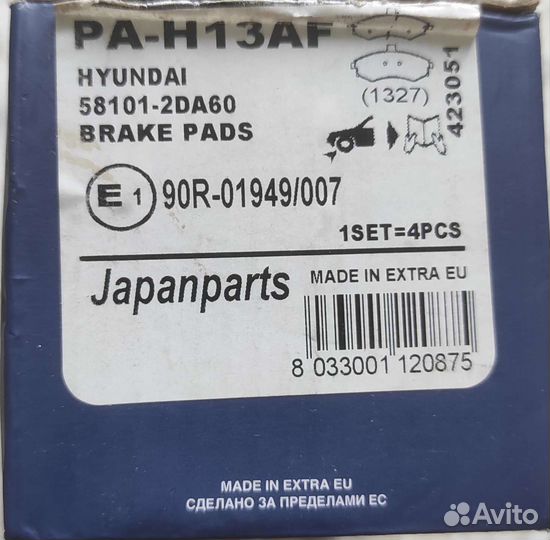 PA-H13AF
HYUNDAI
58101-2DA60
BRAKE PADS
(1327)
423051
E 1 90R-01949/007
1SET=4PCS
Japanparts MADE IN EXTRA EU
8 033001 120875
MADE IN EXTRA EU
СДЕЛАНО ЗА ПРЕДЕЛАМИ ЕС
Avito